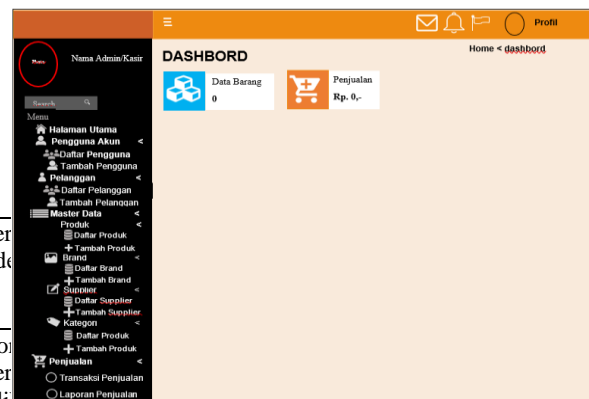 Profil
Nama Admin/Kasir
DASHBORD
Home < dashbord
Data Barang
0
Penjualan
Rp. 0,-
Search
Menu
Halaman Utama
Pengguna Akun <
Daftar Pengguna
Tambah Pengguna
Pelanggan <
Daftar Pelanggan
Tambah Pelanggan
Master Data <
Produk <
Daftar Produk
Tambah Produk
Brand <
Daftar Brand
Tambah Brand
Supplier <
Daftar Supplier
Tambah Supplier
Kategori <
Daftar Produk
Tambah Produk
Penjualan <
Transaksi Penjualan
Laporan Penjualan